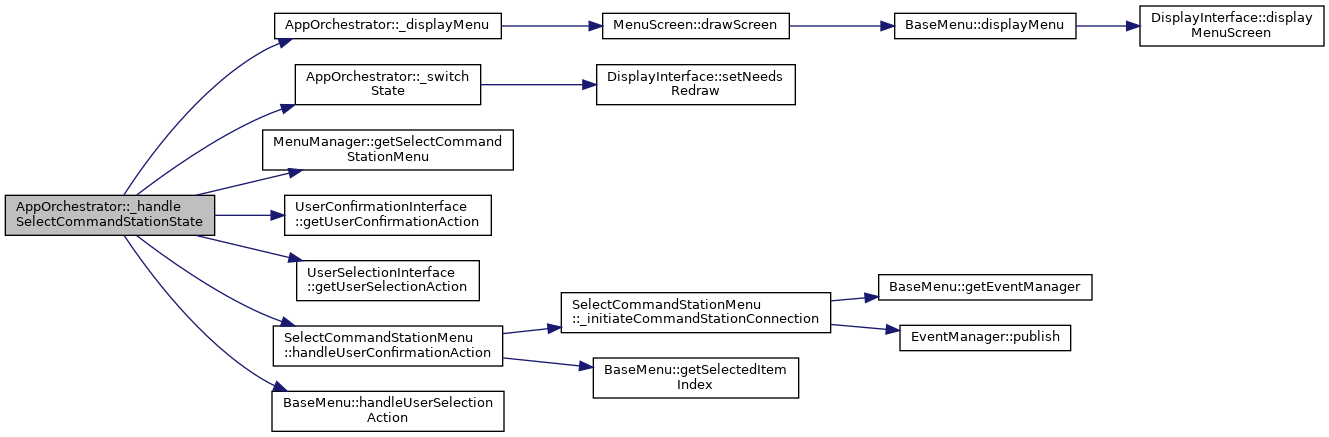 AppOrchestrator::_displayMenu
MenuScreen::drawScreen
BaseMenu::displayMenu
DisplayInterface::display
MenuScreen
AppOrchestrator::_switch
State
DisplayInterface::setNeeds
Redraw
MenuManager::getSelectCommand
StationMenu
AppOrchestrator::_handle
SelectCommandStationState
UserConfirmationInterface
::getUserConfirmationAction
UserSelectionInterface
::getUserSelectionAction
SelectCommandStationMenu
::handleUserConfirmationAction
SelectCommandStationMenu
::_initiateCommandStationConnection
BaseMenu::getEventManager
EventManager::publish
BaseMenu::getSelectedItem
Index
BaseMenu::handleUserSelection
Action